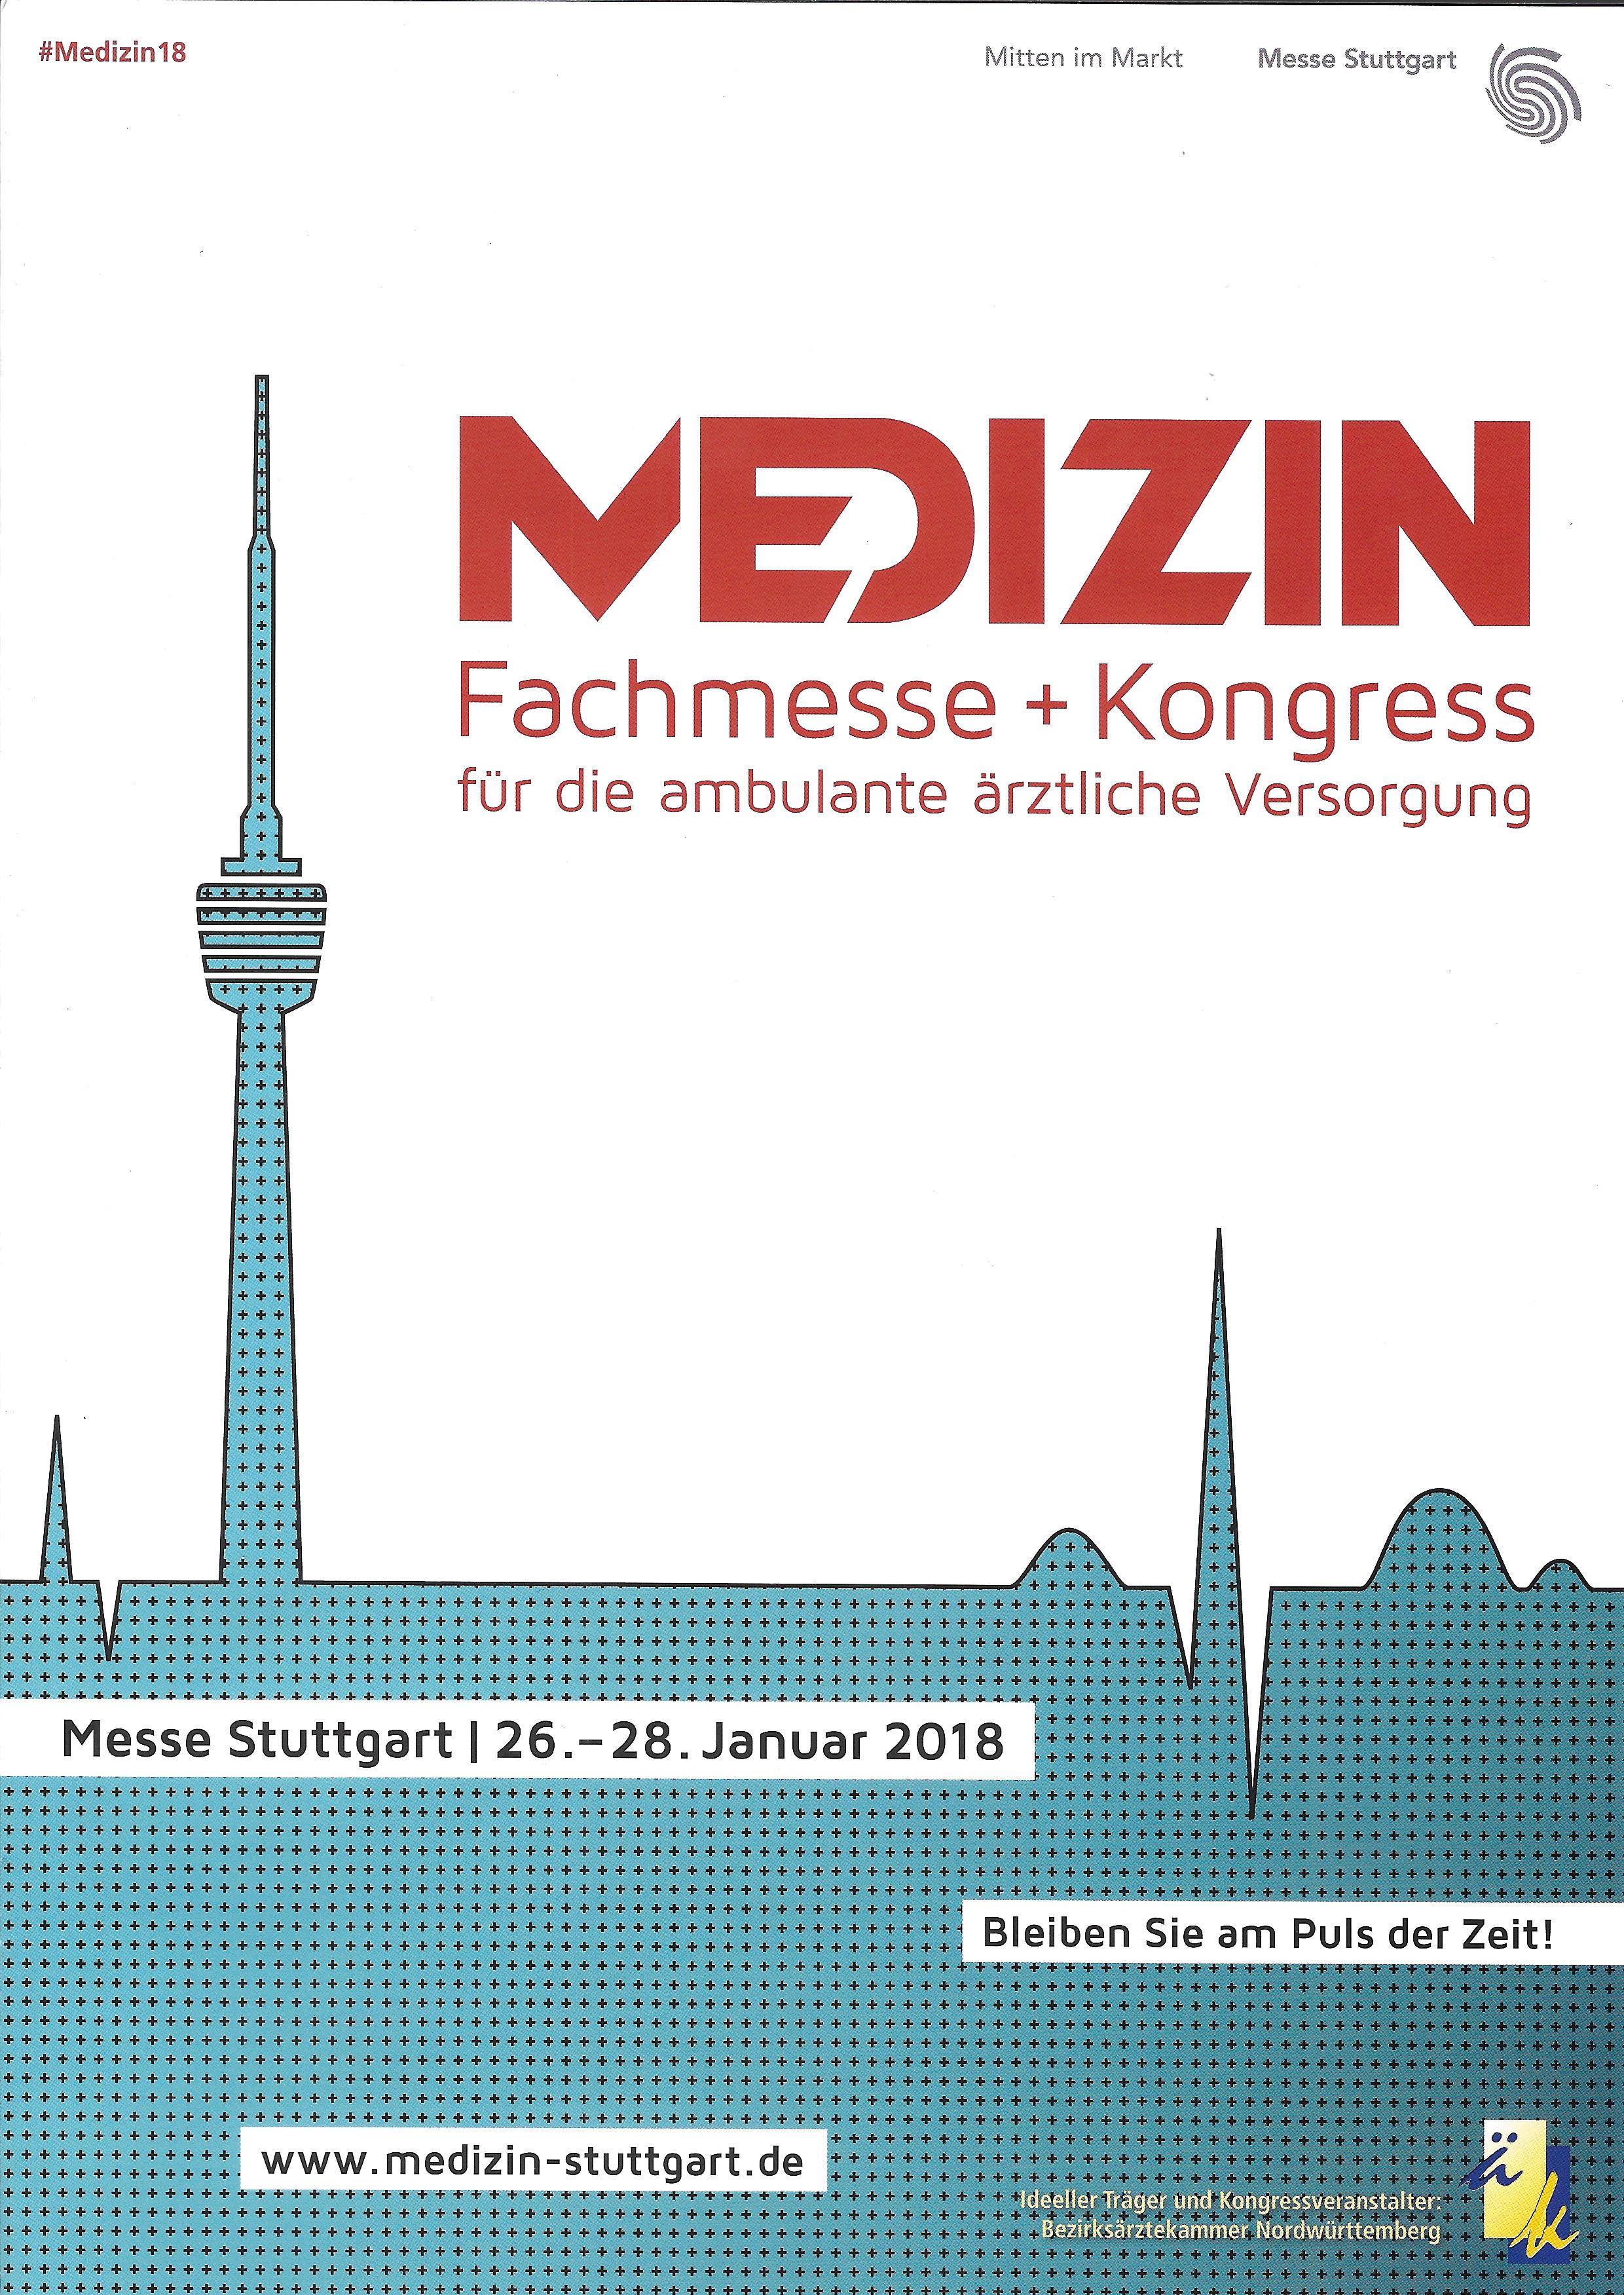 #Medizin18
Mitten im Markt
Messe Stuttgart
MEDIZIN
Fachmesse + Kongress
für die ambulante ärztliche Versorgung
Messe Stuttgart | 26.–28. Januar 2018
Bleiben Sie am Puls der Zeit!
www.medizin-stuttgart.de
Ideeller Träger und Kongressveranstalter:
Bezirksärztekammer Nordwürttemberg
äk